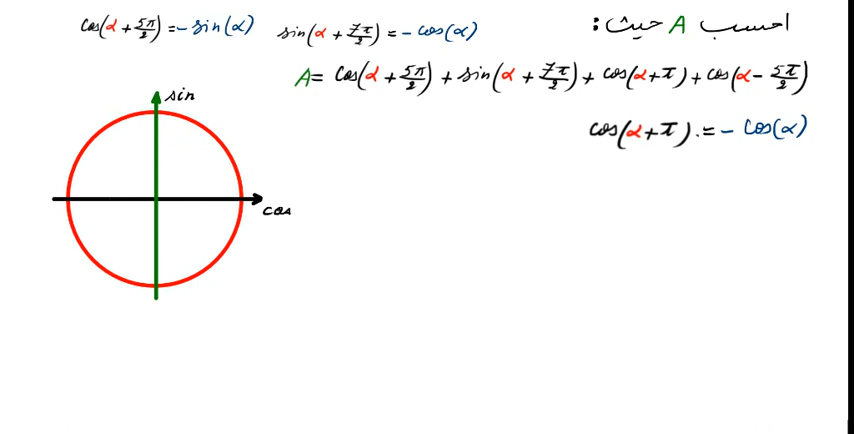 احسب A حيث :
cos(α + 5π/2) = - sin(α) sin(α + 7π/2) = - cos(α)
A = cos(α + 5π/2) + sin(α + 7π/2) + cos(α + π) + cos(α - 5π/2)
cos(α + π) . = - cos(α)
sin
cos